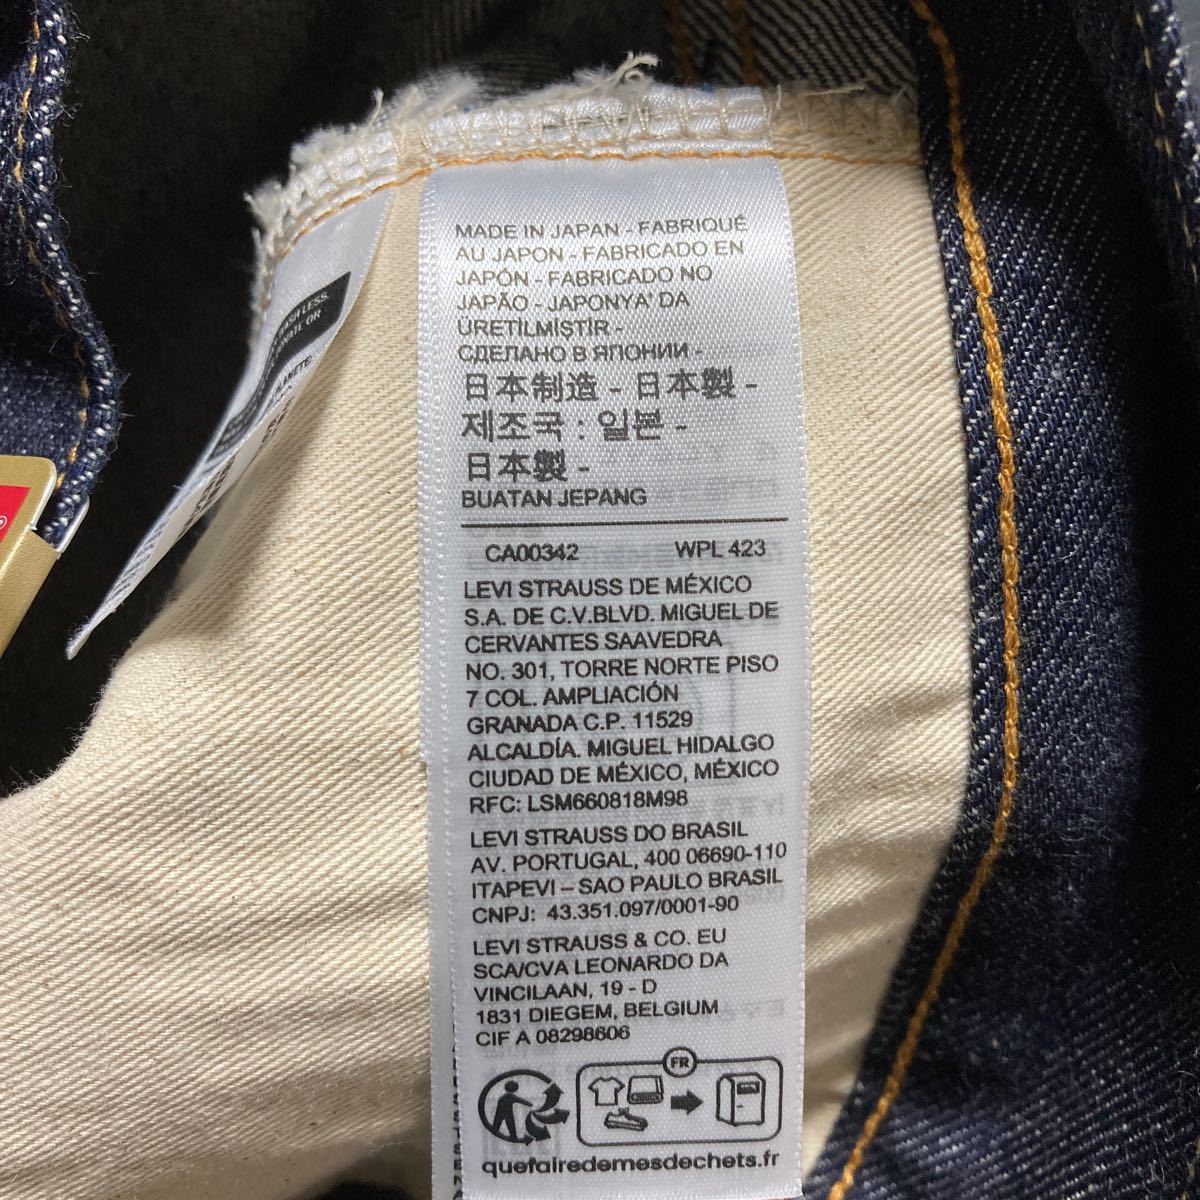 MADE IN JAPAN - FABRIQUÉ
AU JAPON - FABRICADO EN
JAPÓN - FABRICADO NO
JAPÃO - JAPONYA' DA
ÜRETİLMİŞTİR -
СДЕЛАНО В ЯПОНИИ -
日本制造 - 日本製 -
제조국 : 일본 -
日本製 -
BUATAN JEPANG
CA00342 WPL 423
LEVI STRAUSS DE MÉXICO
S.A. DE C.V.BLVD. MIGUEL DE
CERVANTES SAAVEDRA
NO. 301, TORRE NORTE PISO
7 COL. AMPLIACIÓN
GRANADA C.P. 11529
ALCALDÍA. MIGUEL HIDALGO
CIUDAD DE MÉXICO, MÉXICO
RFC: LSM660818M98
LEVI STRAUSS DO BRASIL
AV. PORTUGAL, 400 06690-110
ITAPEVI – SAO PAULO BRASIL
CNPJ: 43.351.097/0001-90
LEVI STRAUSS & CO. EU
SCA/CVA LEONARDO DA
VINCILAAN, 19 - D
1831 DIEGEM, BELGIUM
CIF A 08298606
FR
quefairedemesdechets.fr
LESS.
OR